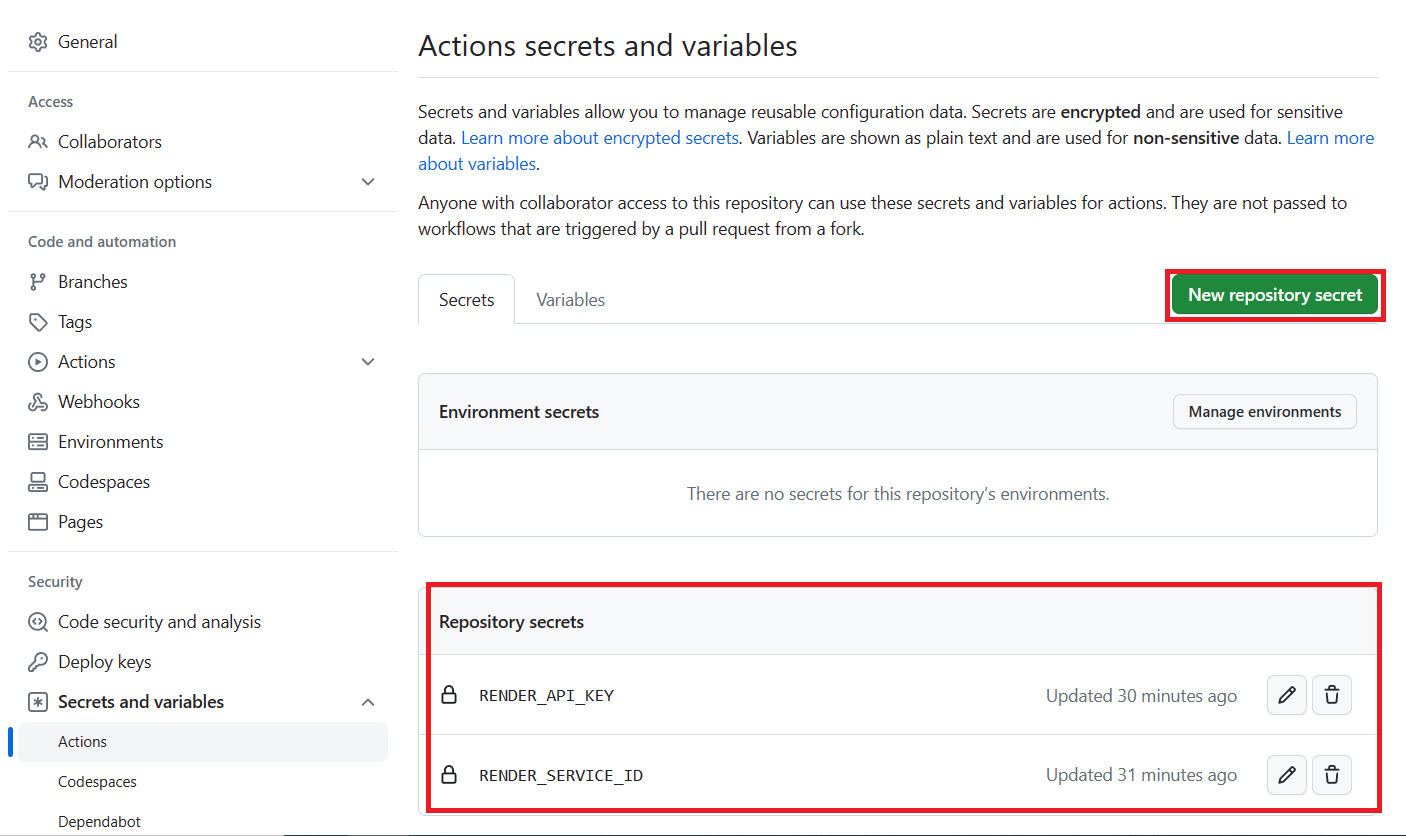 General
Access
Collaborators
Moderation options
Code and automation
Branches
Tags
Actions
Webhooks
Environments
Codespaces
Pages
Security
Code security and analysis
Deploy keys
Secrets and variables
Actions
Codespaces
Dependabot
Actions secrets and variables
Secrets and variables allow you to manage reusable configuration data. Secrets are encrypted and are used for sensitive
data. Learn more about encrypted secrets. Variables are shown as plain text and are used for non-sensitive data. Learn more
about variables.
Anyone with collaborator access to this repository can use these secrets and variables for actions. They are not passed to
workflows that are triggered by a pull request from a fork.
Secrets Variables New repository secret
Environment secrets Manage environments
There are no secrets for this repository’s environments.
Repository secrets
RENDER_API_KEY Updated 30 minutes ago
RENDER_SERVICE_ID Updated 31 minutes ago